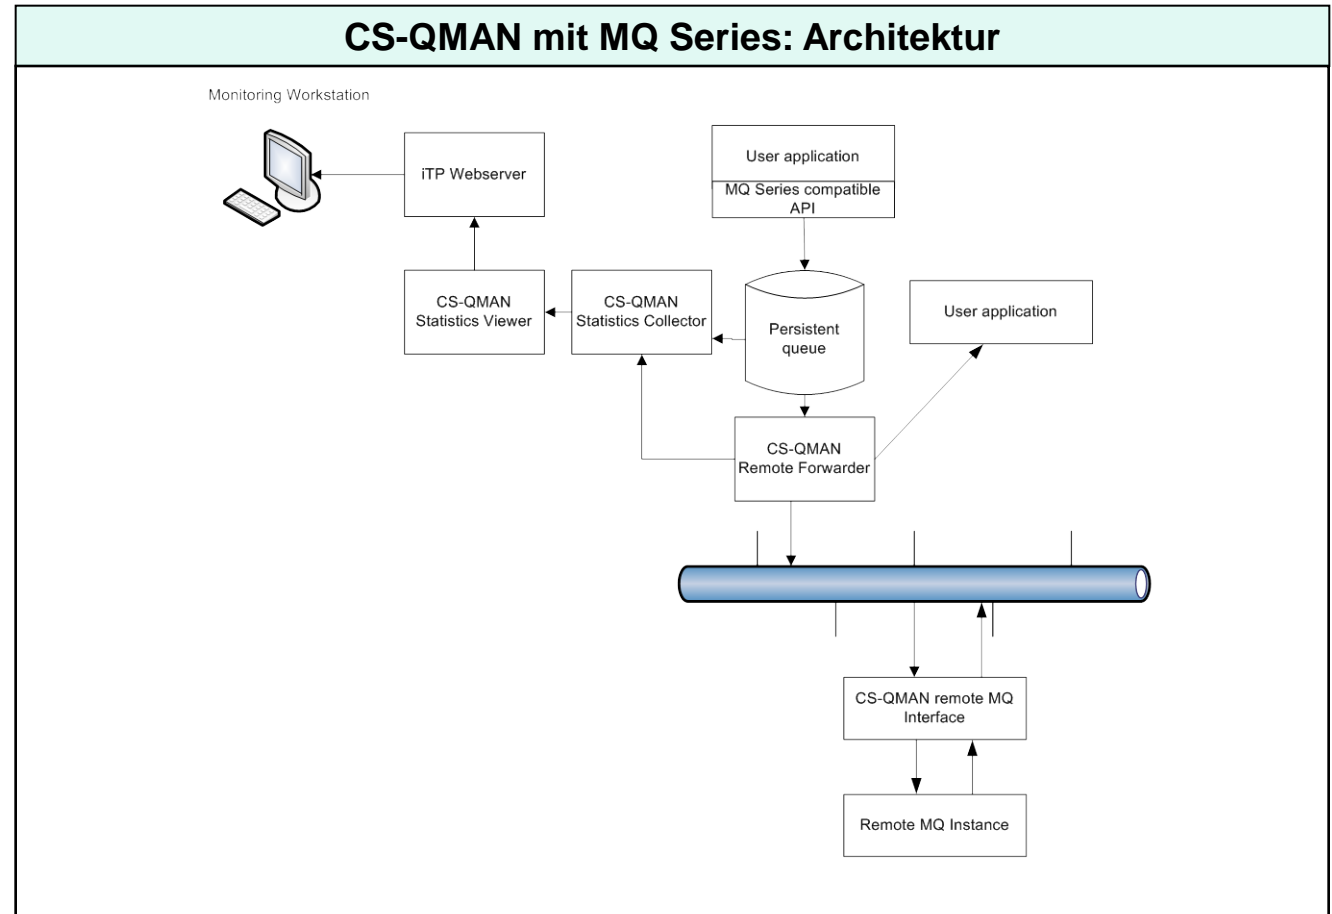 CS-QMAN mit MQ Series: Architektur
Monitoring Workstation
iTP Webserver
User application
MQ Series compatible
API
CS-QMAN
Statistics Viewer
CS-QMAN
Statistics Collector
Persistent
queue
User application
CS-QMAN
Remote Forwarder
CS-QMAN remote MQ
Interface
Remote MQ Instance